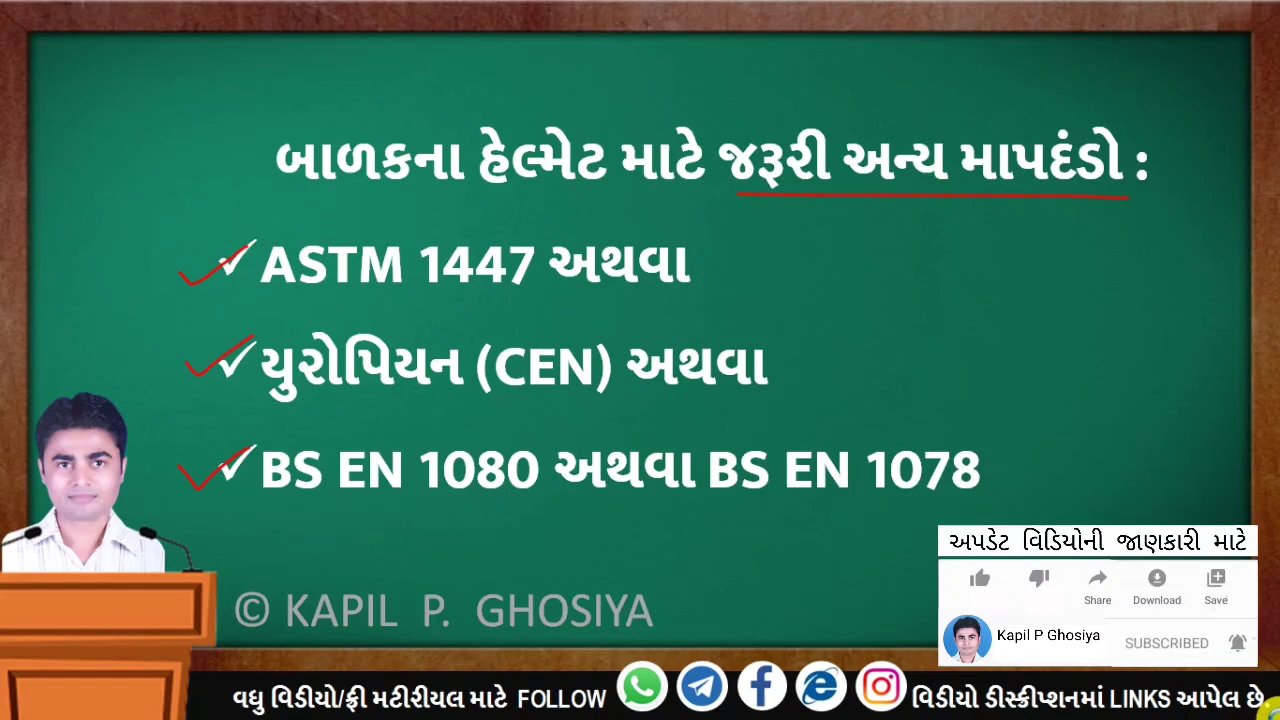 બાળકના હેલ્મેટ માટે જરૂરી અન્ય માપદંડો :
ASTM 1447 અથવા
યુરોપિયન (CEN) અથવા
BS EN 1080 અથવા BS EN 1078
© KAPIL P. GHOSIYA
અપડેટ વિડિયોની જાણકારી માટે
Share Download Save
Kapil P Ghosiya SUBSCRIBED
વધુ વિડીયો/ફ્રી મટીરીયલ માટે FOLLOW વિડીયો ડીસ્ક્રીપ્શનમાં LINKS આપેલ છે.